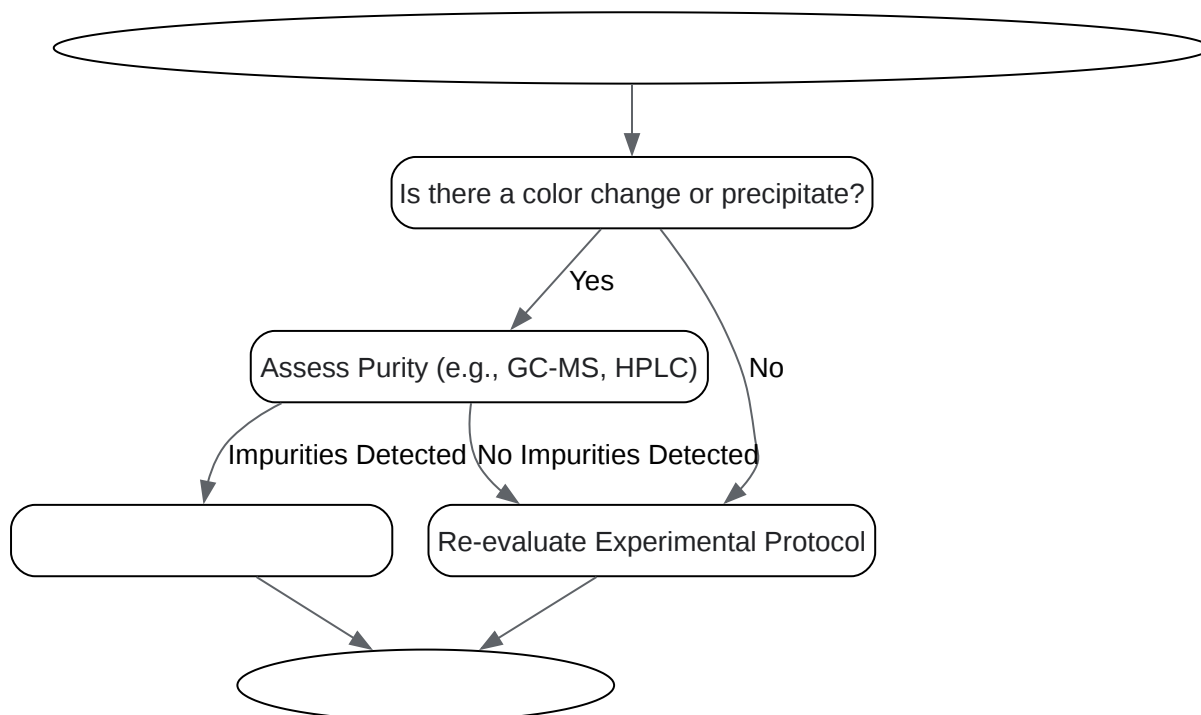 Is there a color change or precipitate?
Yes
Assess Purity (e.g., GC-MS, HPLC)
No
Impurities Detected
No Impurities Detected
Re-evaluate Experimental Protocol